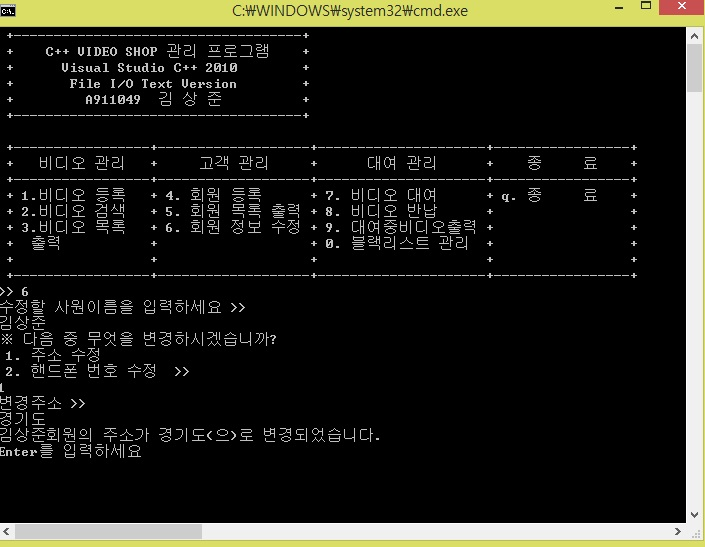 C:₩WINDOWS₩system32₩cmd.exe
+-----------------------------------+
+ C++ VIDEO SHOP 관리 프로그램 +
+ Visual Studio C++ 2010 +
+ File I/O Text Version +
+ A911049 김 상 준 +
+-----------------------------------+
+-----------------+-------------------+---------------------+-----------------+
+ 비디오 관리 + 고객 관리 + 대여 관리 + 종 료 +
+-----------------+-------------------+---------------------+-----------------+
+ 1.비디오 등록 + 4. 회원 등록 + 7. 비디오 대여 + q. 종 료 +
+ 2.비디오 검색 + 5. 회원 목록 출력 + 8. 비디오 반납 + +
+ 3.비디오 목록 + 6. 회원 정보 수정 + 9. 대여중비디오출력 + +
+ 출력 + + 0. 블랙리스트 관리 + +
+ + + + +
+-----------------+-------------------+---------------------+-----------------+
>> 6
수정할 사원이름을 입력하세요 >>
김상준
※ 다음 중 무엇을 변경하시겠습니까?
1. 주소 수정
2. 핸드폰 번호 수정 >>
1
변경주소 >>
경기도
김상준회원의 주소가 경기도(으)로 변경되었습니다.
Enter를 입력하세요